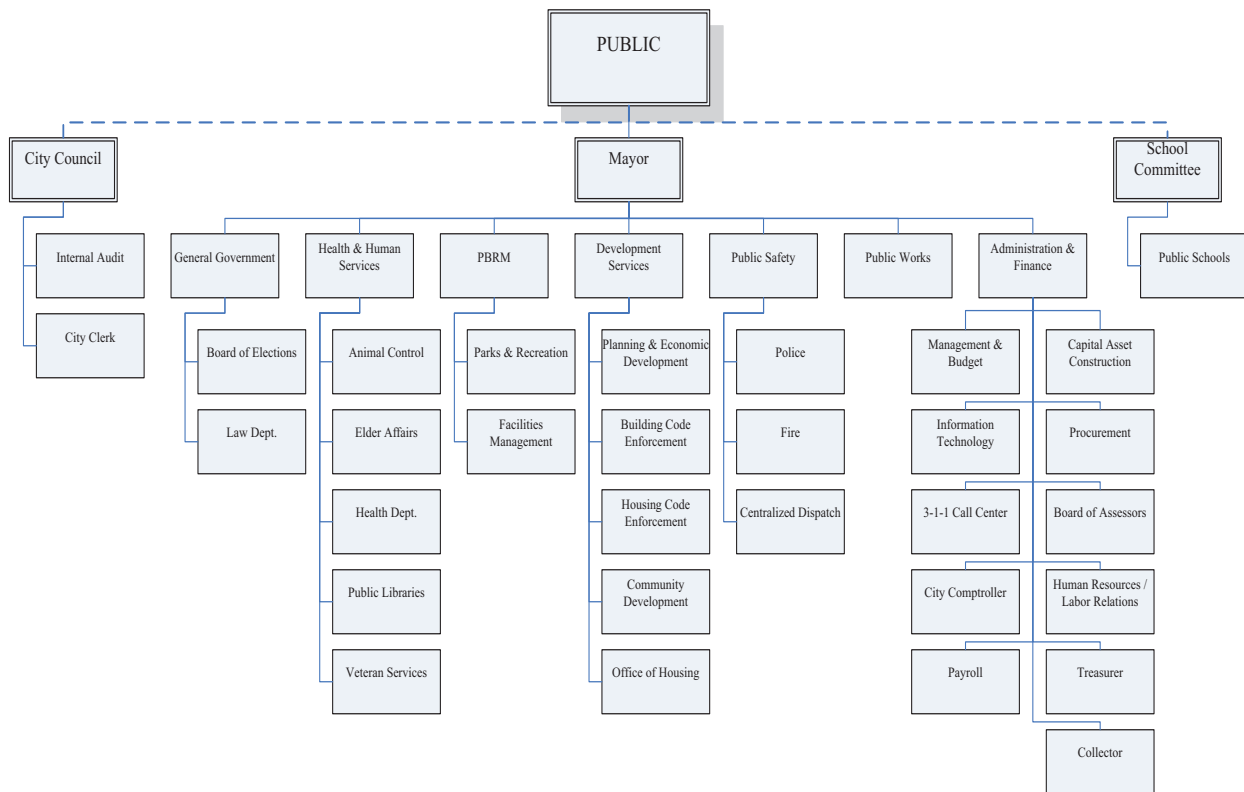 PUBLIC
City Council
Mayor
School
Committee
Internal Audit
City Clerk
General Government
Health & Human
Services
PBRM
Development
Services
Public Safety
Public Works
Administration &
Finance
Public Schools
Board of Elections
Law Dept.
Animal Control
Elder Affairs
Health Dept.
Public Libraries
Veteran Services
Parks & Recreation
Facilities
Management
Planning & Economic
Development
Building Code
Enforcement
Housing Code
Enforcement
Community
Development
Office of Housing
Police
Fire
Centralized Dispatch
Management &
Budget
Capital Asset
Construction
Information
Technology
Procurement
3-1-1 Call Center
Board of Assessors
City Comptroller
Human Resources /
Labor Relations
Payroll
Treasurer
Collector